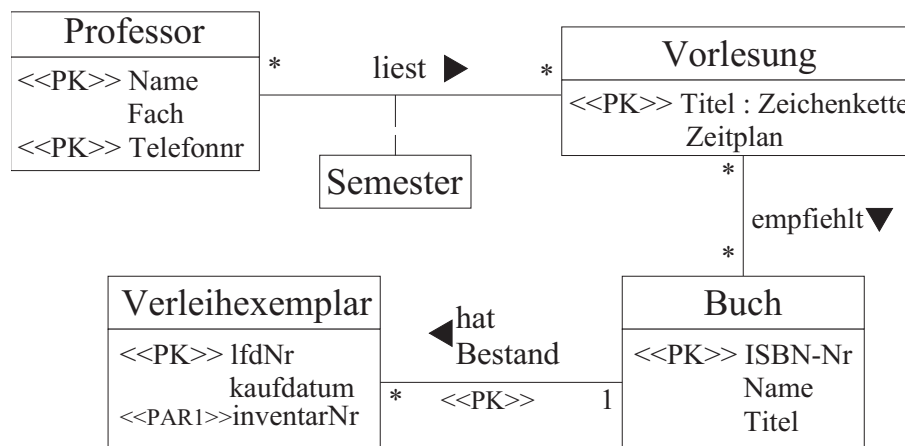 Professor
<<PK>> Name
Fach
<<PK>> Telefonnr
*
liest
*
Semester
Vorlesung
<<PK>> Titel : Zeichenkette
Zeitplan
*
empfiehlt
*
Verleihexemplar
<<PK>> lfdNr
kaufdatum
<<PAR1>>inventarNr
hat
Bestand
*
<<PK>>
1
Buch
<<PK>> ISBN-Nr
Name
Titel